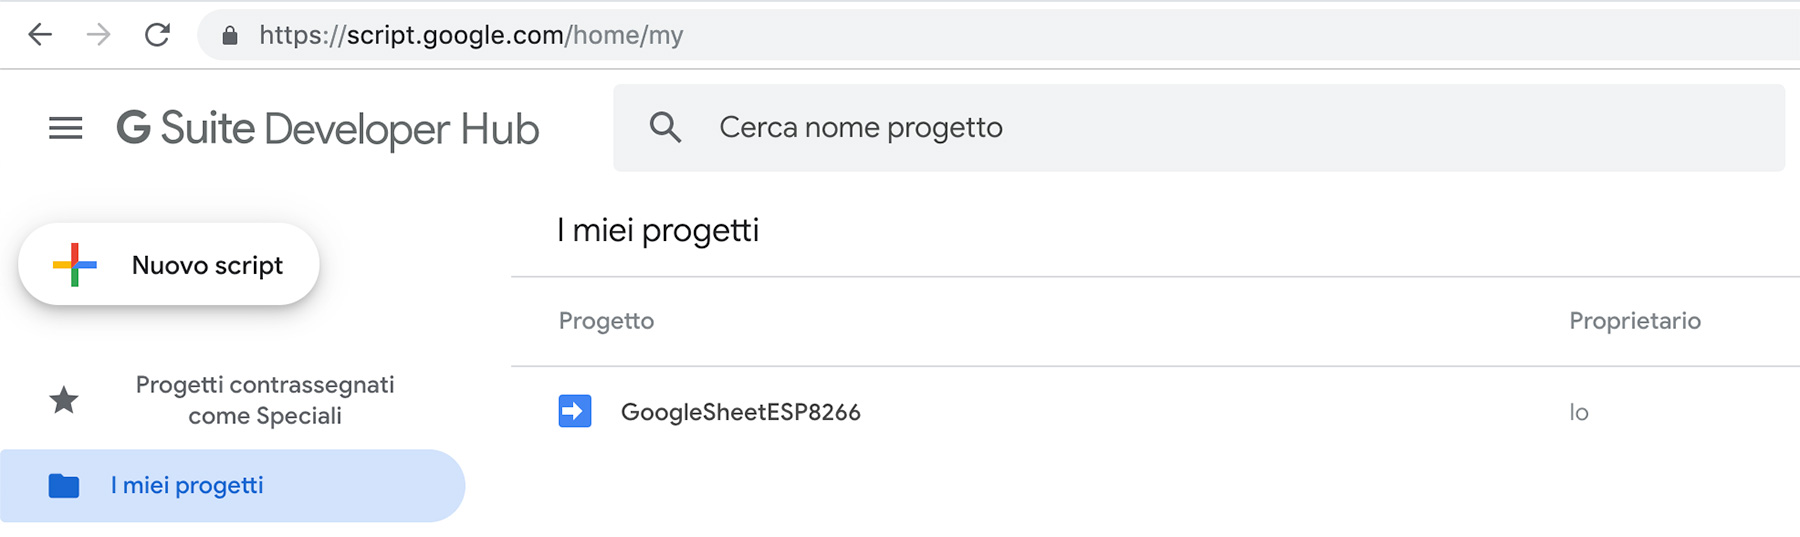 https://script.google.com/home/my
G Suite Developer Hub
Cerca nome progetto
Nuovo script
Progetti contrassegnati
come Speciali
I miei progetti
I miei progetti
Progetto Proprietario
GoogleSheetESP8266 Io